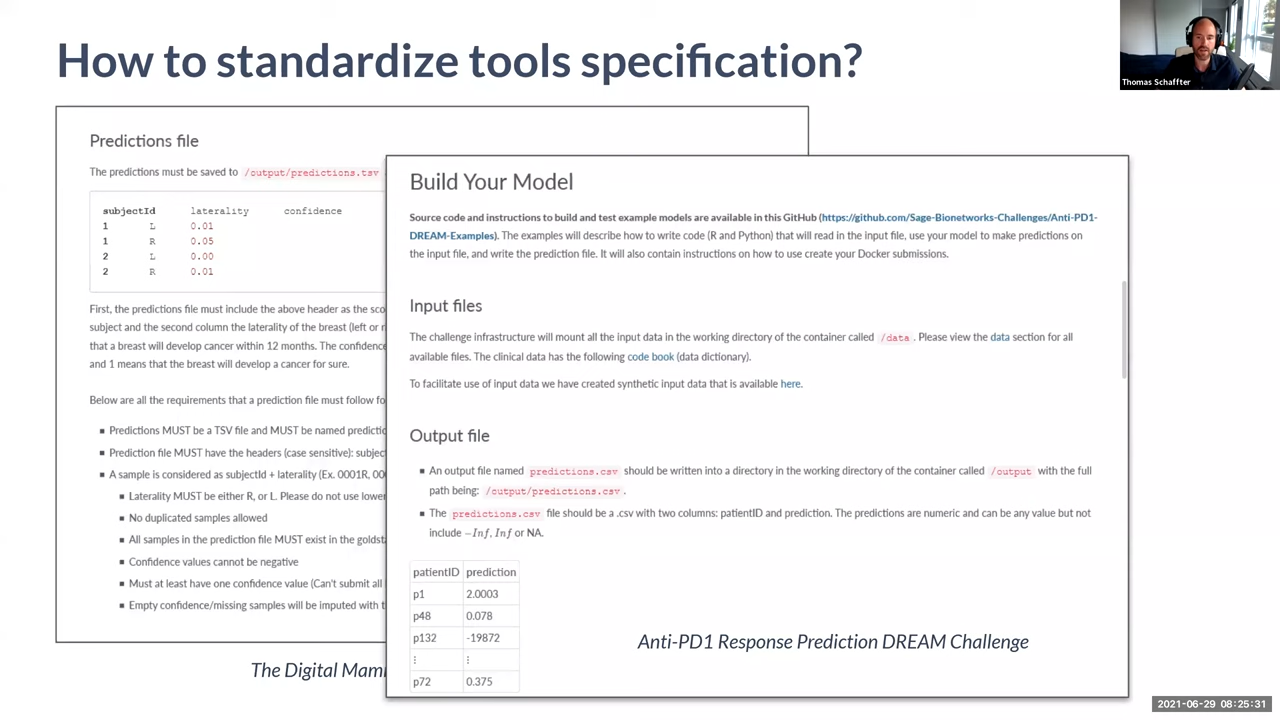 How to standardize tools specification?
Thomas Schaffter
Predictions file
The predictions must be saved to /output/predictions.tsv
subjectId laterality confidence
1 L 0.01
1 R 0.05
2 L 0.00
2 R 0.01
First, the predictions file must include the above header as the
subject and the second column the laterality of the breast (left or
that a breast will develop cancer within 12 months. The
and 1 means that the breast will develop a cancer for sure.
Below are all the requirements that a prediction file must follow
▪ Predictions MUST be a TSV file and MUST be named
▪ Prediction file MUST have the headers (case sensitive):
▪ A sample is considered as subjectId + laterality (Ex. 0001R,
▪ Laterality MUST be either R, or L. Please do not use
▪ No duplicated samples allowed
▪ All samples in the prediction file MUST exist in the
▪ Confidence values cannot be negative
▪ Must at least have one confidence value (Can't submit all
▪ Empty confidence/missing samples will be imputed with
The Digital
Build Your Model
Source code and instructions to build and test example models are available in this GitHub (https://github.com/Sage-Bionetworks-Challenges/Anti-PD1-
DREAM-Examples). The examples will describe how to write code (R and Python) that will read in the input file, use your model to make predictions on
the input file, and write the prediction file. It will also contain instructions on how to use create your Docker submissions.
Input files
The challenge infrastructure will mount all the input data in the working directory of the container called /data . Please view the data section for all
available files. The clinical data has the following code book (data dictionary).
To facilitate use of input data we have created synthetic input data that is available here.
Output file
▪ An output file named predictions.csv should be written into a directory in the working directory of the container called /output with the full
path being: /output/predictions.csv .
▪ The predictions.csv file should be a .csv with two columns: patientID and prediction. The predictions are numeric and can be any value but not
include −Inf, Inf or NA.
patientID prediction
p1 2.0003
p48 0.078
p132 -19872
⋮ ⋮
p72 0.375
Anti-PD1 Response Prediction DREAM Challenge
2021-06-29 08:25:31